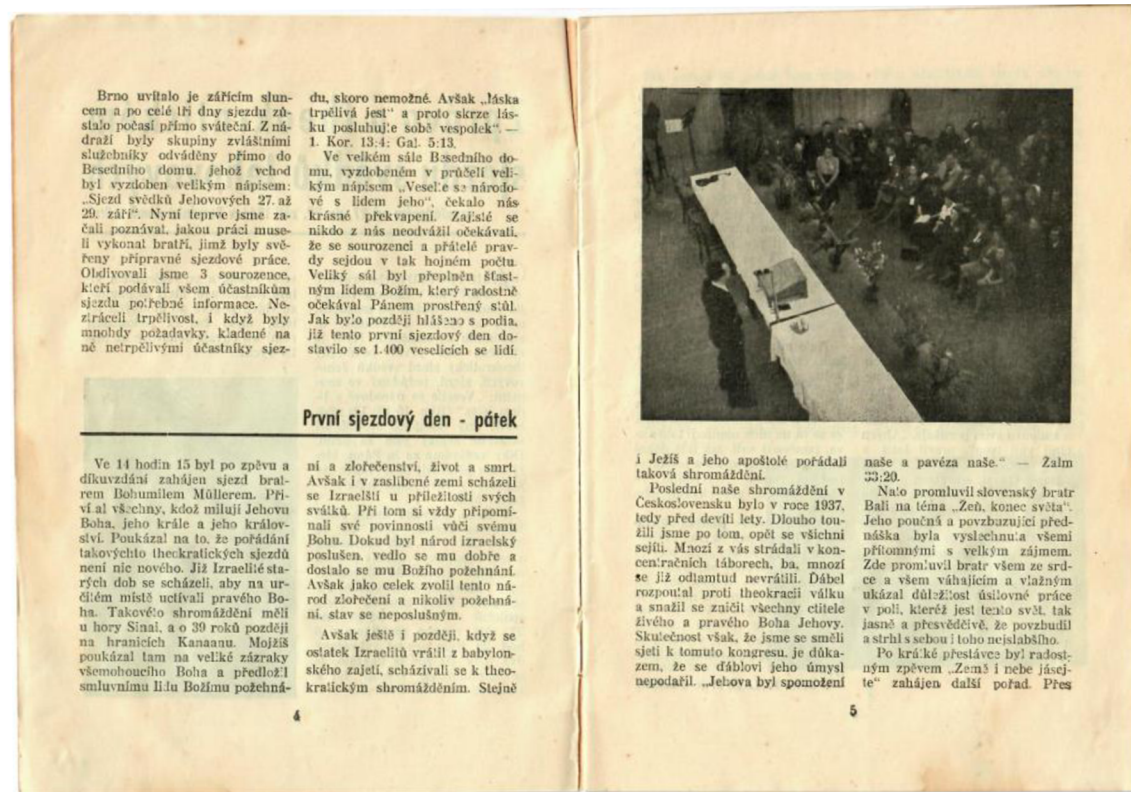 Brno uvítalo je zářícím slun-
cem a po celé tři dny sjezdu zů-
stalo počasí přímo sváteční. Z ná-
draží byly skupiny zvláštními
služebníky odváděny přímo do
Besedního domu, jehož vchod
byl vyzdoben velikým nápisem:
„Sjezd svědků Jehovových 27. až
29. září“. Nyní teprve jsme za-
čali poznávat, jakou práci muse-
li vykonat bratří, jimž byly svě-
řeny přípravné sjezdové práce.
Obdivovali jsme 3 sourozence,
kteří podávali všem účastníkům
sjezdu potřebné informace. Ne-
ztráceli trpělivost, i když byly
mnohdy požadavky, kladené na
ně netrpělivými účastníky sjez-
du, skoro nemožné. Avšak „láska
trpělivá jest“ a proto skrze lás-
ku posluhujte sobě vespolek“. —
1. Kor. 13:4; Gal. 5:13.
Ve velkém sále Besedního do-
mu, vyzdobeném v průčelí veli-
kým nápisem „Veselte se národo-
vé s lidem jeho“, čekalo nás
krásné překvapení. Zajisté se
nikdo z nás neodvážil očekávati,
že se sourozenci a přátelé prav-
dy sejdou v tak hojném počtu.
Veliký sál byl přeplněn šťast-
ným lidem Božím, který radostně
očekával Pánem prostřený stůl.
Jak bylo později hlášeno s podia,
již tento první sjezdový den do-
stavilo se 1.400 veselících se lidí.
První sjezdový den - pátek
Ve 14 hodin 15 byl po zpěvu a
díkuvzdání zahájen sjezd brat-
rem Bohumilem Müllerem. Při-
vítal všechny, kdož milují Jehovu
Boha, jeho krále a jeho králov-
ství. Poukázal na to, že pořádání
takovýchto theokratických sjezdů
není nic nového. Již Izraelité sta-
rých dob se scházeli, aby na ur-
čitém místě uctívali pravého Bo-
ha. Takovéto shromáždění měli
u hory Sinai, a o 39 roků později
na hranicích Kanaanu. Mojžíš
poukázal tam na veliké zázraky
všemohoucího Boha a předložil
smluvnímu lidu Božímu požehná-
ní a zlořečenství, život a smrt.
Avšak i v zaslíbené zemi scházeli
se Izraelští u příležitosti svých
svátků. Při tom si vždy připomí-
nali své povinnosti vůči svému
Bohu. Dokud byl národ izraelský
poslušen, vedlo se mu dobře a
dostalo se mu Božího požehnání.
Avšak jako celek zvolil tento ná-
rod zlořečení a nikoliv požehná-
ní, stav se neposlušným.
Avšak ještě i později, když se
ostatek Izraelitů vrátil z babylon-
ského zajetí, scházívali se k theo-
kratickým shromážděním. Stejně
4
i Ježíš a jeho apoštolé pořádali
taková shromáždění.
Poslední naše shromáždění v
Československu bylo v roce 1937,
tedy před devíti lety. Dlouho tou-
žili jsme po tom, opět se všichni
sejíti. Mnozí z vás strádali v kon-
centračních táborech, ba, mnozí
se již odtamtud nevrátili. Ďábel
rozpoutal proti theokracii válku
a snažil se zničit všechny ctitele
živého a pravého Boha Jehovy.
Skutečnost však, že jsme se směli
sjeti k tomuto kongresu, je důka-
zem, že se ďáblovi jeho úmysl
nepodařil. „Jehova byl spomožení
naše a pavéza naše.“ — Žalm
33:20.
Nato promluvil slovenský bratr
Bali na téma „Žeň, konec světa“.
Jeho poučná a povzbuzující před-
náška byla vyslechnuta všemi
přítomnými s velkým zájmem.
Zde promluvil bratr všem ze srd-
ce a všem váhajícím a vlažným
ukázal důležitost úsilovné práce
v poli, kteréž jest tento svět, tak
jasně a přesvědčivě, že povzbudil
a strhl s sebou i toho nejslabšího.
Po krátké přestávce byl radost-
ným zpěvem „Země i nebe jásej-
te“ zahájen další pořad. Přes
5